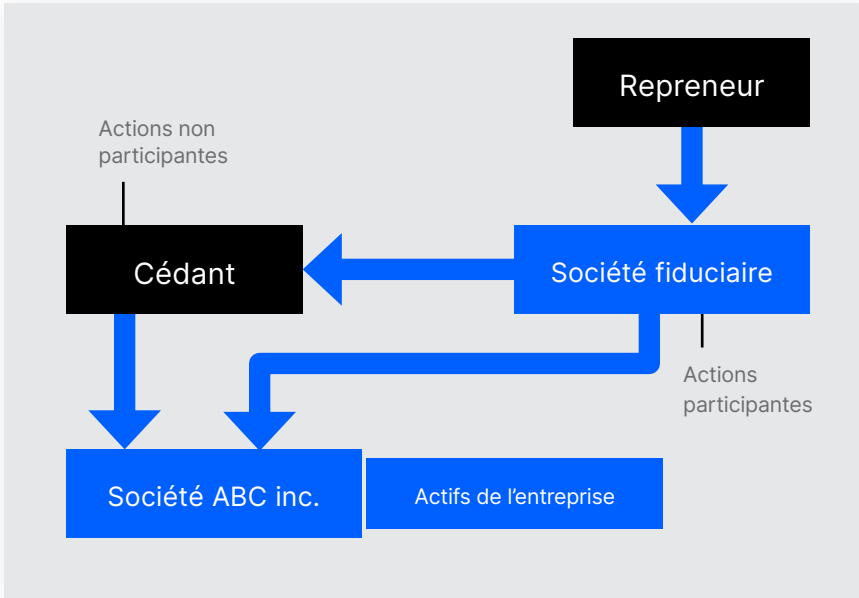 Repreneur
Actions non
participantes
Cédant
Société fiduciaire
Actions
participantes
Société ABC inc.
Actifs de l’entreprise